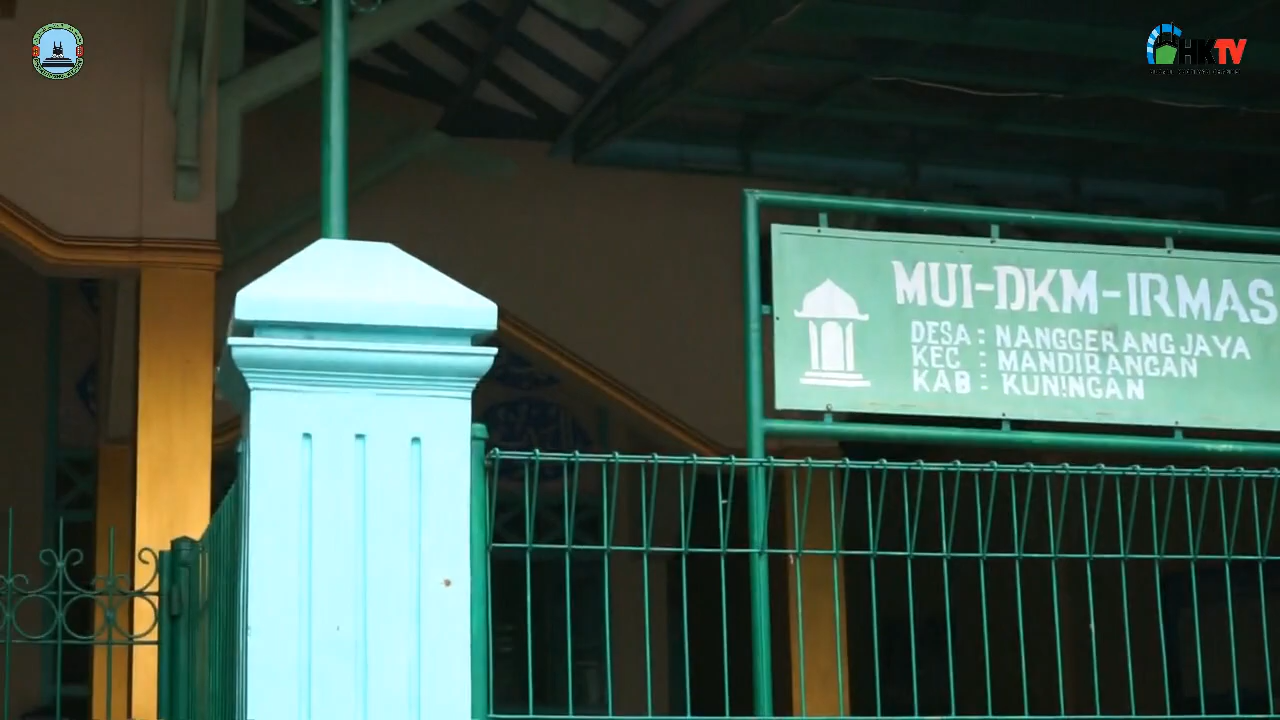 HKTV
MUI-DKM-IRMAS
DESA : NANGGERANG JAYA
KEC : MANDIRANGAN
KAB : KUNINGAN